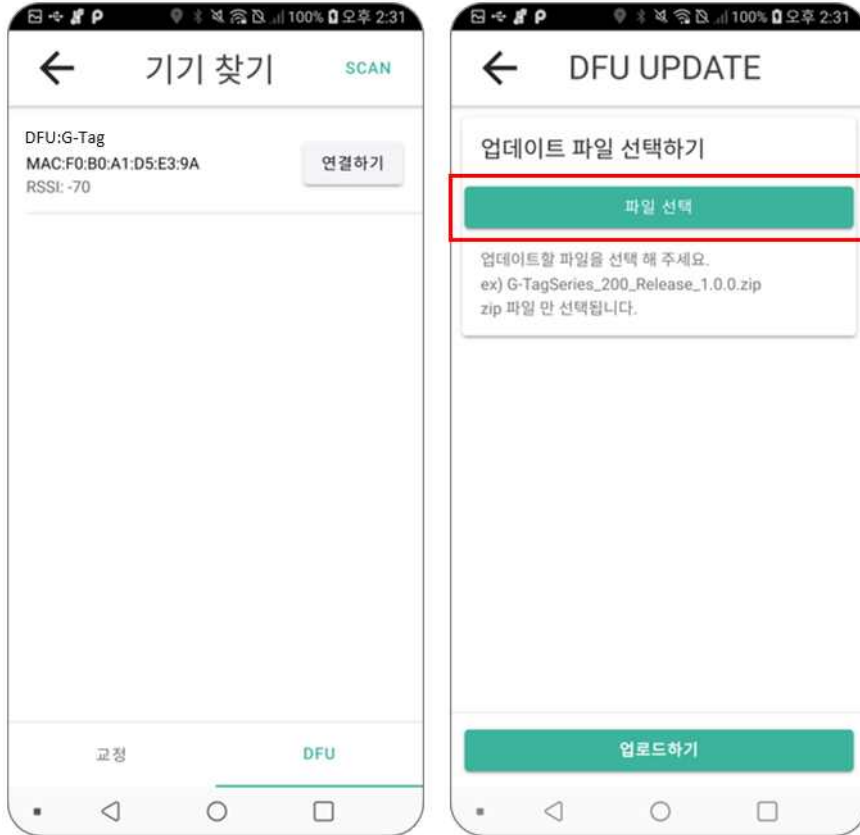 100% 오후 2:31
기기 찾기
SCAN
DFU:G-Tag
MAC:F0:B0:A1:D5:E3:9A
RSSI: -70
연결하기
교정
DFU
100% 오후 2:31
DFU UPDATE
업데이트 파일 선택하기
파일 선택
업데이트할 파일을 선택 해 주세요.
ex) G-TagSeries_200_Release_1.0.0.zip
zip 파일 만 선택됩니다.
업로드하기